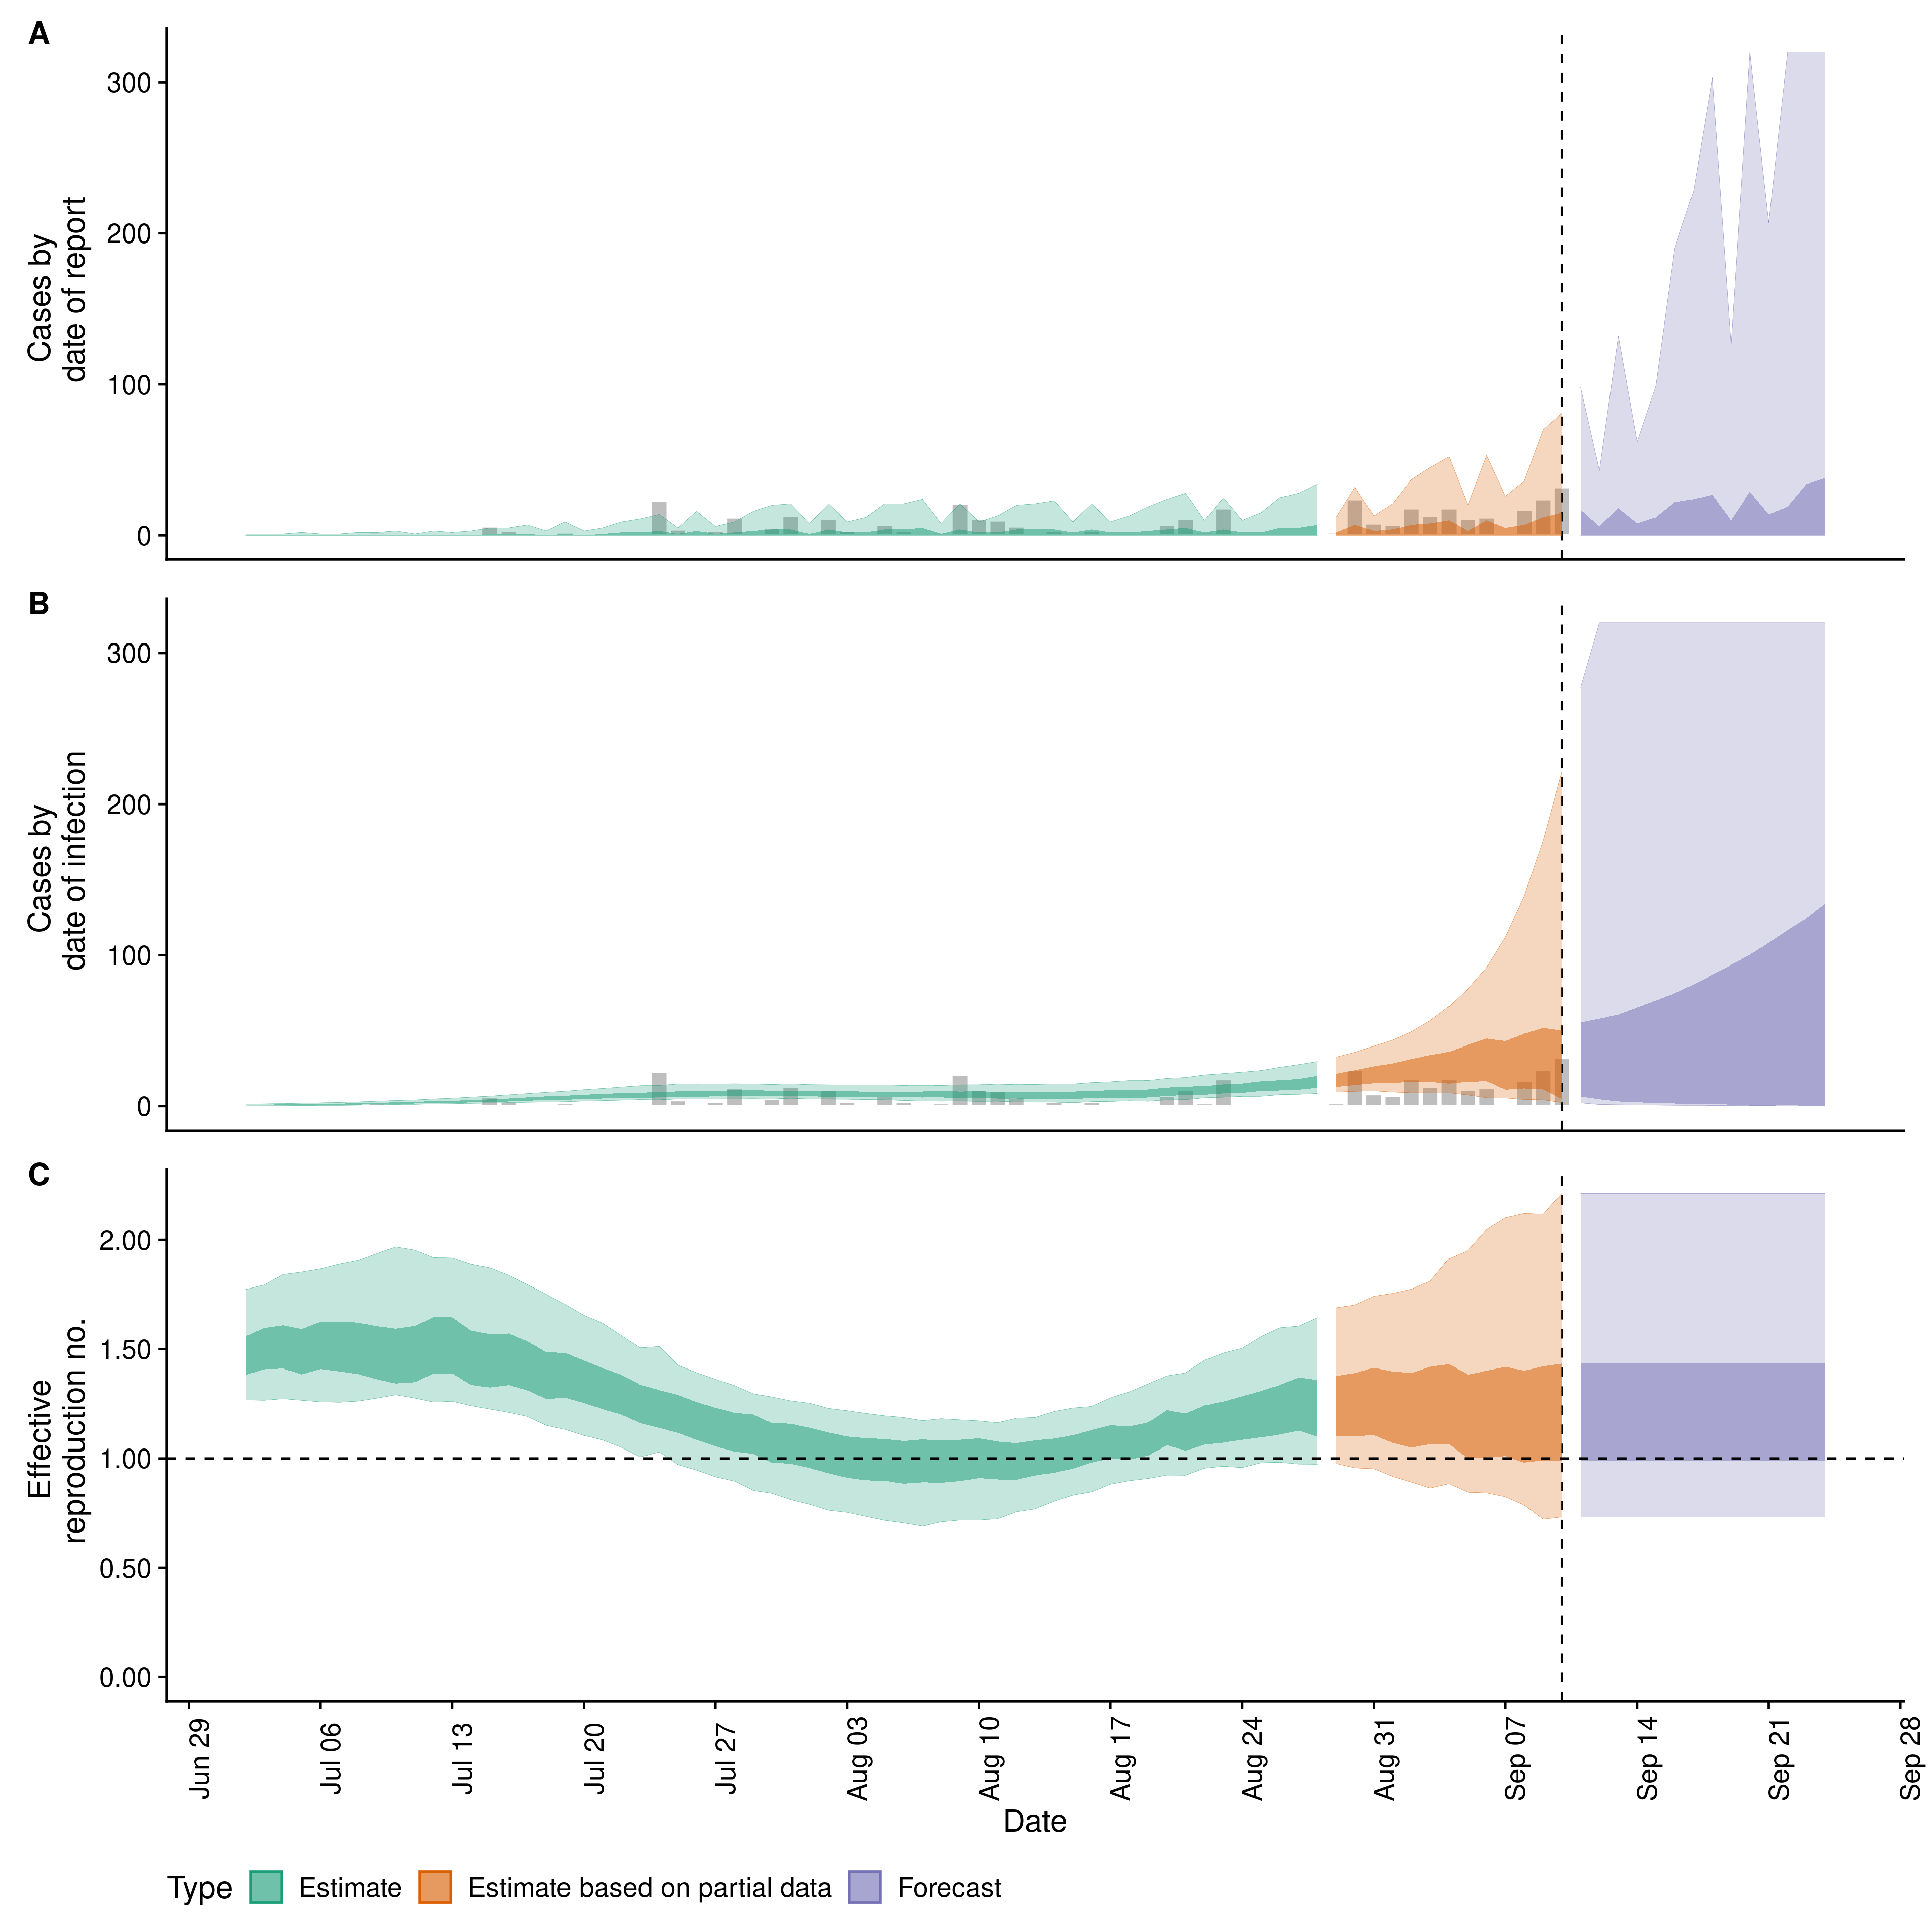 A
Cases by
date of report
300
200
100
0
B
Cases by
date of infection
300
200
100
0
C
Effective
reproduction no.
2.00
1.50
1.00
0.50
0.00
Jun 29
Jul 06
Jul 13
Jul 20
Jul 27
Aug 03
Aug 10
Aug 17
Aug 24
Aug 31
Sep 07
Sep 14
Sep 21
Sep 28
Date
Type Estimate Estimate based on partial data Forecast